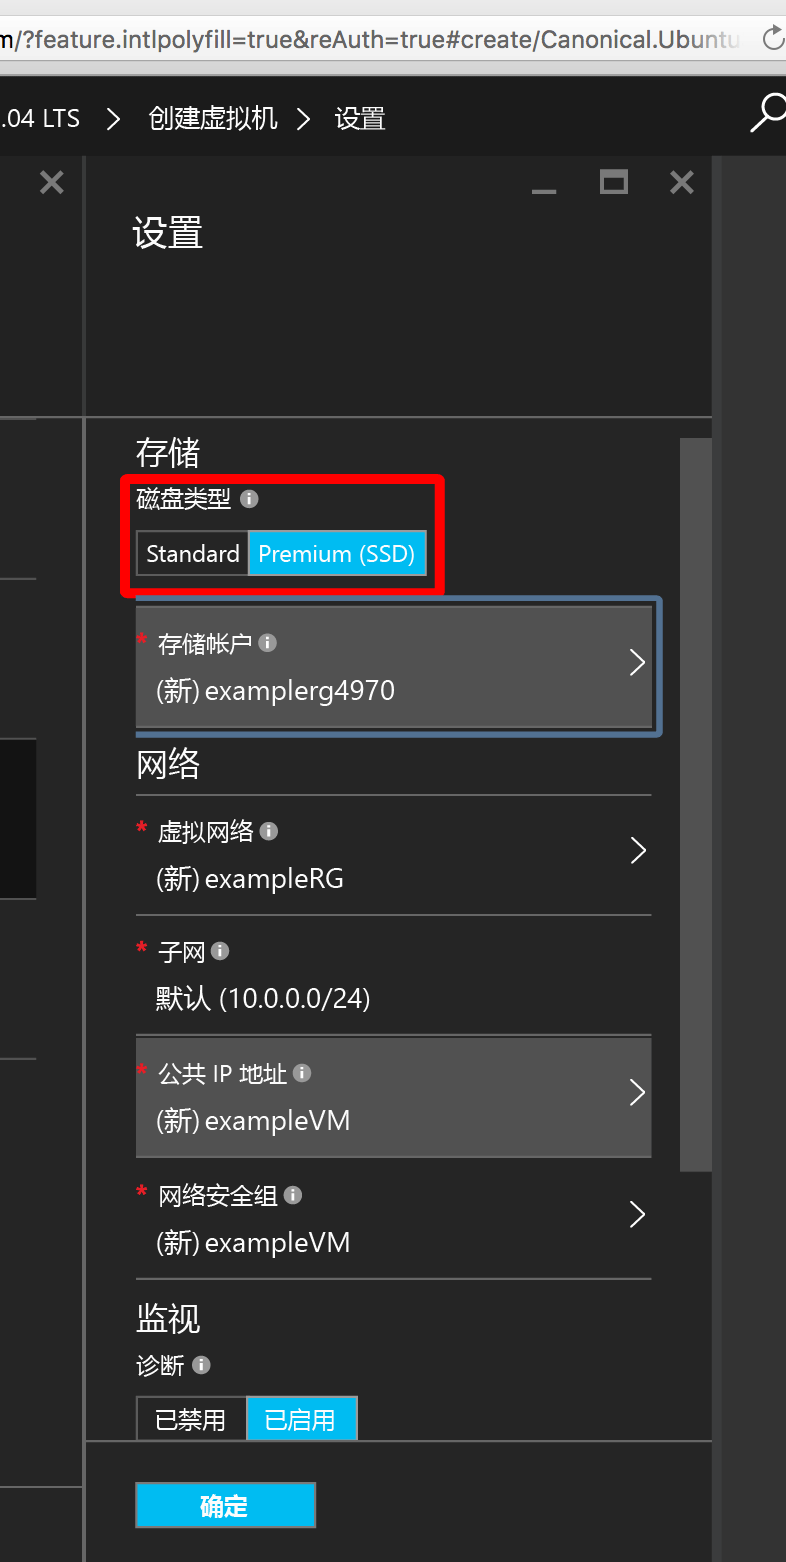 m/?feature.intlpolyfill=true&reAuth=true#create/Canonical.Ubuntu
.04 LTS > 创建虚拟机 > 设置
设置
存储
磁盘类型
Standard Premium (SSD)
* 存储帐户
(新) examplerg4970
网络
* 虚拟网络
(新) exampleRG
* 子网
默认 (10.0.0.0/24)
* 公共 IP 地址
(新) exampleVM
* 网络安全组
(新) exampleVM
监视
诊断
已禁用 已启用
确定